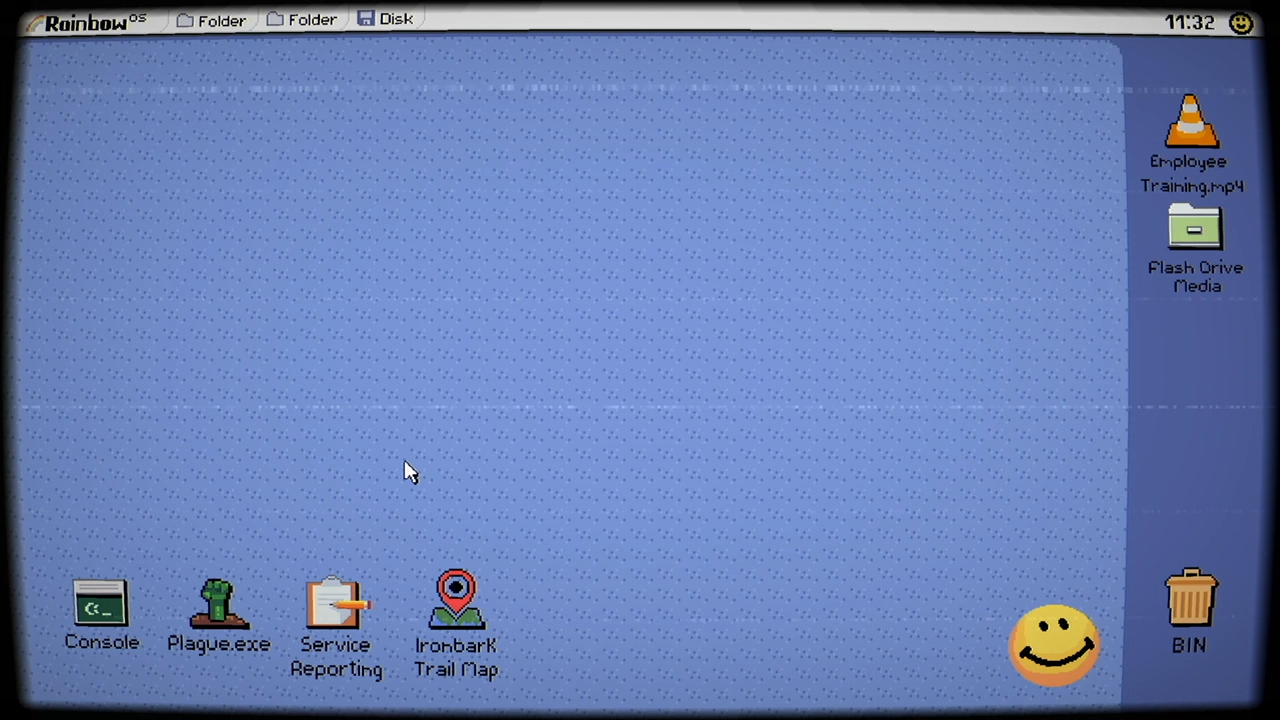 Rainbow OS
Folder
Folder
Disk
11:32
Employee
Training.mp4
Flash Drive
Media
Console
Plague.exe
Service
Reporting
Ironbark
Trail Map
BIN